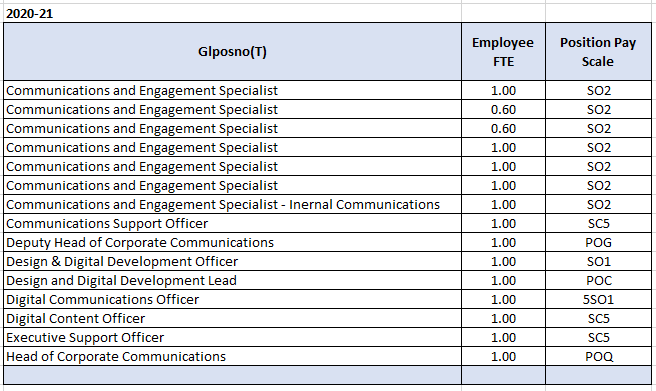 2020-21
Glposno(T) Employee FTE Position Pay Scale
Communications and Engagement Specialist 1.00 SO2
Communications and Engagement Specialist 0.60 SO2
Communications and Engagement Specialist 0.60 SO2
Communications and Engagement Specialist 1.00 SO2
Communications and Engagement Specialist 1.00 SO2
Communications and Engagement Specialist 1.00 SO2
Communications and Engagement Specialist - Inernal Communications 1.00 SO2
Communications Support Officer 1.00 SC5
Deputy Head of Corporate Communications 1.00 POG
Design & Digital Development Officer 1.00 SO1
Design and Digital Development Lead 1.00 POC
Digital Communications Officer 1.00 5SO1
Digital Content Officer 1.00 SC5
Executive Support Officer 1.00 SC5
Head of Corporate Communications 1.00 POQ